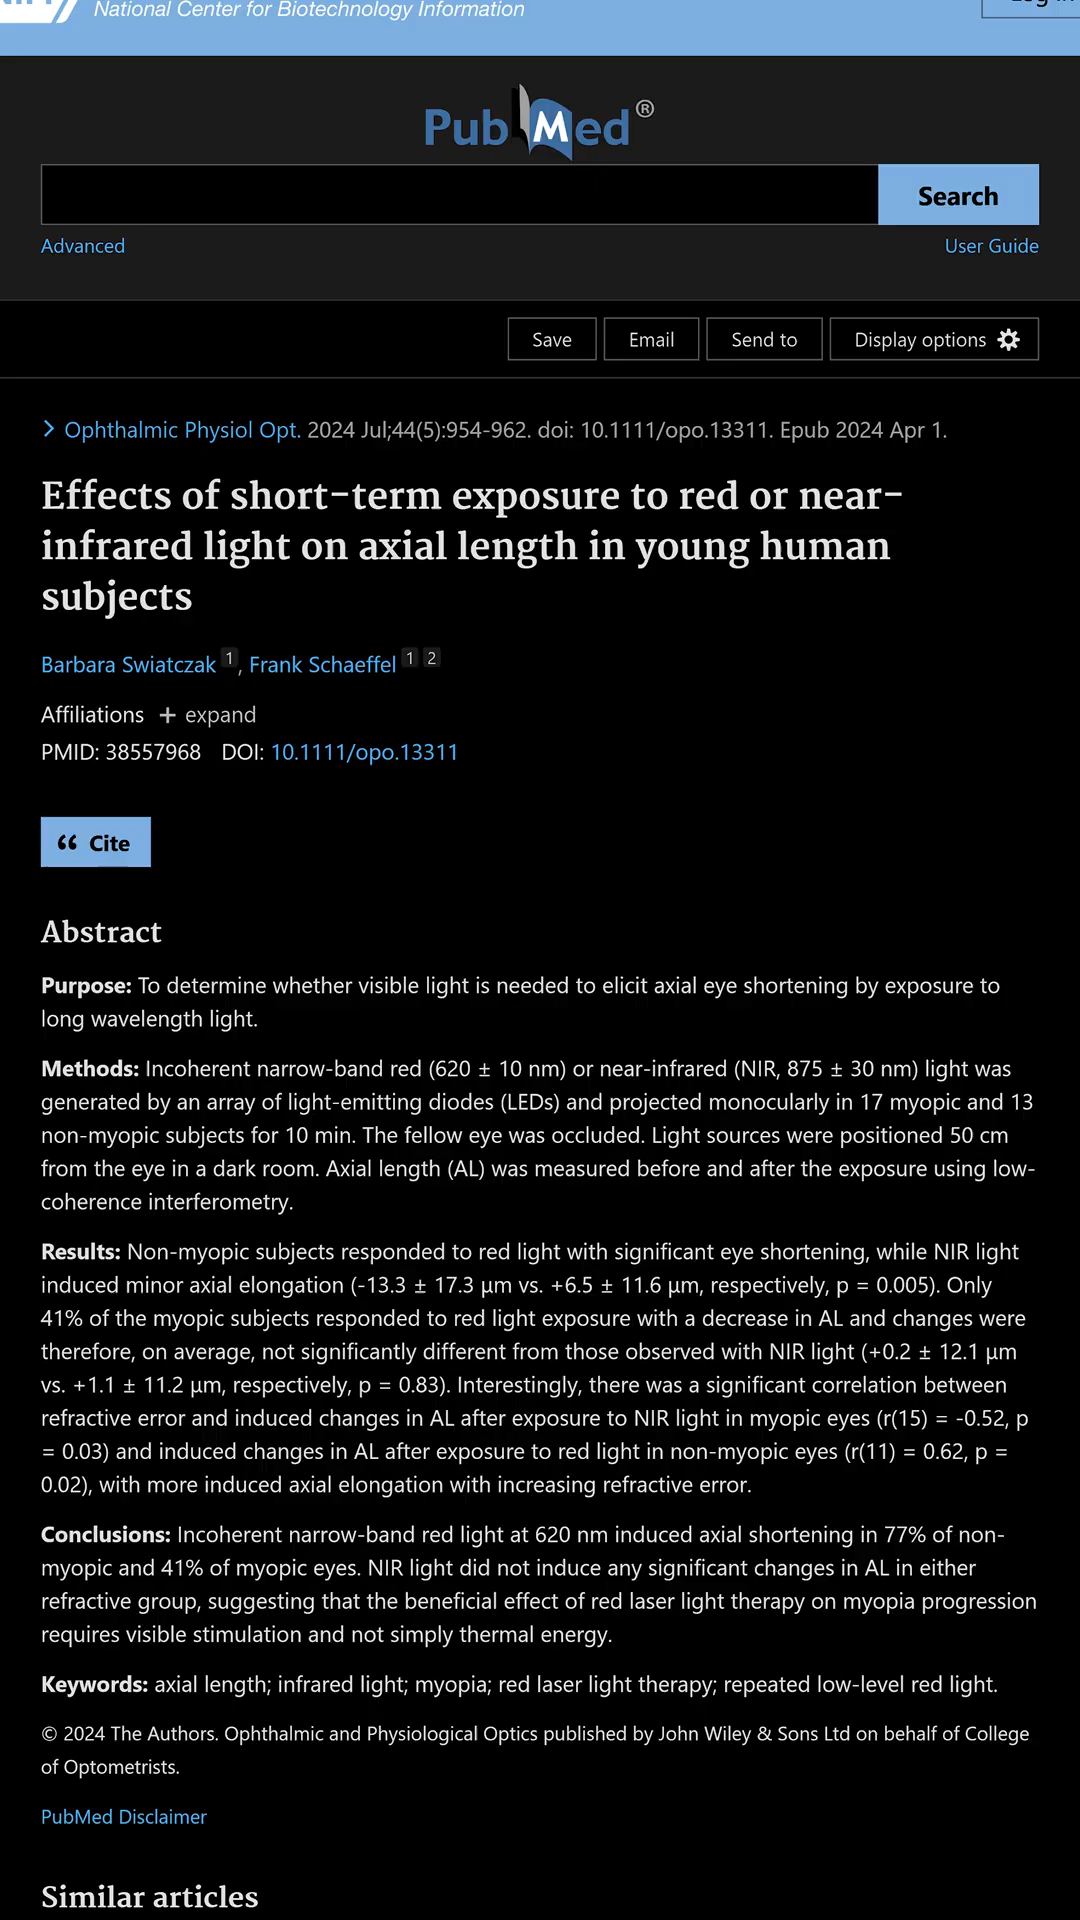 National Center for Biotechnology Information
PubMed®
Search
Advanced
User Guide
Save
Email
Send to
Display options
Ophthalmic Physiol Opt. 2024 Jul;44(5):954-962. doi: 10.1111/opo.13311. Epub 2024 Apr 1.
Effects of short-term exposure to red or near-
infrared light on axial length in young human
subjects
Barbara Swiatczak 1, Frank Schaeffel 1 2
Affiliations + expand
PMID: 38557968 DOI: 10.1111/opo.13311
“ Cite
Abstract
Purpose: To determine whether visible light is needed to elicit axial eye shortening by exposure to
long wavelength light.
Methods: Incoherent narrow-band red (620 ± 10 nm) or near-infrared (NIR, 875 ± 30 nm) light was
generated by an array of light-emitting diodes (LEDs) and projected monocularly in 17 myopic and 13
non-myopic subjects for 10 min. The fellow eye was occluded. Light sources were positioned 50 cm
from the eye in a dark room. Axial length (AL) was measured before and after the exposure using low-
coherence interferometry.
Results: Non-myopic subjects responded to red light with significant eye shortening, while NIR light
induced minor axial elongation (-13.3 ± 17.3 μm vs. +6.5 ± 11.6 μm, respectively, p = 0.005). Only
41% of the myopic subjects responded to red light exposure with a decrease in AL and changes were
therefore, on average, not significantly different from those observed with NIR light (+0.2 ± 12.1 μm
vs. +1.1 ± 11.2 μm, respectively, p = 0.83). Interestingly, there was a significant correlation between
refractive error and induced changes in AL after exposure to NIR light in myopic eyes (r(15) = -0.52, p
= 0.03) and induced changes in AL after exposure to red light in non-myopic eyes (r(11) = 0.62, p =
0.02), with more induced axial elongation with increasing refractive error.
Conclusions: Incoherent narrow-band red light at 620 nm induced axial shortening in 77% of non-
myopic and 41% of myopic eyes. NIR light did not induce any significant changes in AL in either
refractive group, suggesting that the beneficial effect of red laser light therapy on myopia progression
requires visible stimulation and not simply thermal energy.
Keywords: axial length; infrared light; myopia; red laser light therapy; repeated low-level red light.
© 2024 The Authors. Ophthalmic and Physiological Optics published by John Wiley & Sons Ltd on behalf of College
of Optometrists.
PubMed Disclaimer
Similar articles